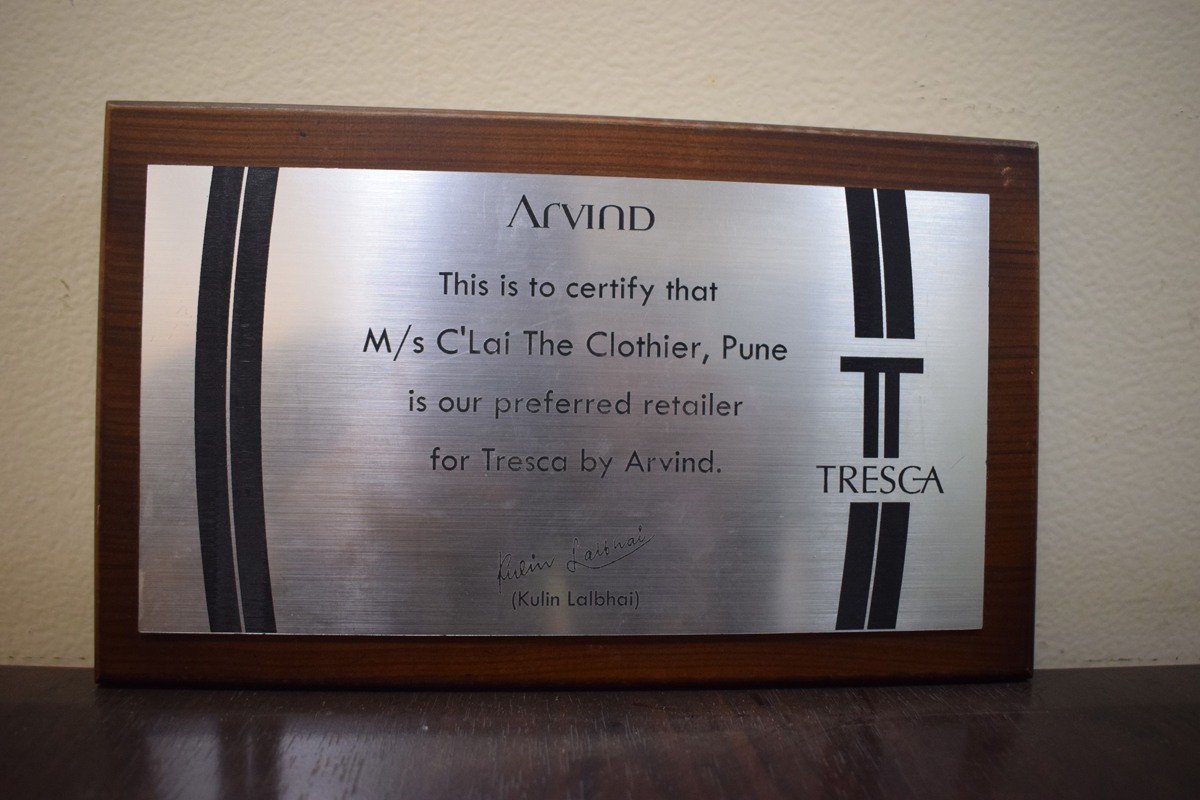 ARVIND
This is to certify that
M/s C'Lai The Clothier, Pune
is our preferred retailer
for Tresca by Arvind.
T
TRESCA
Kulin Lalbhai
(Kulin Lalbhai)